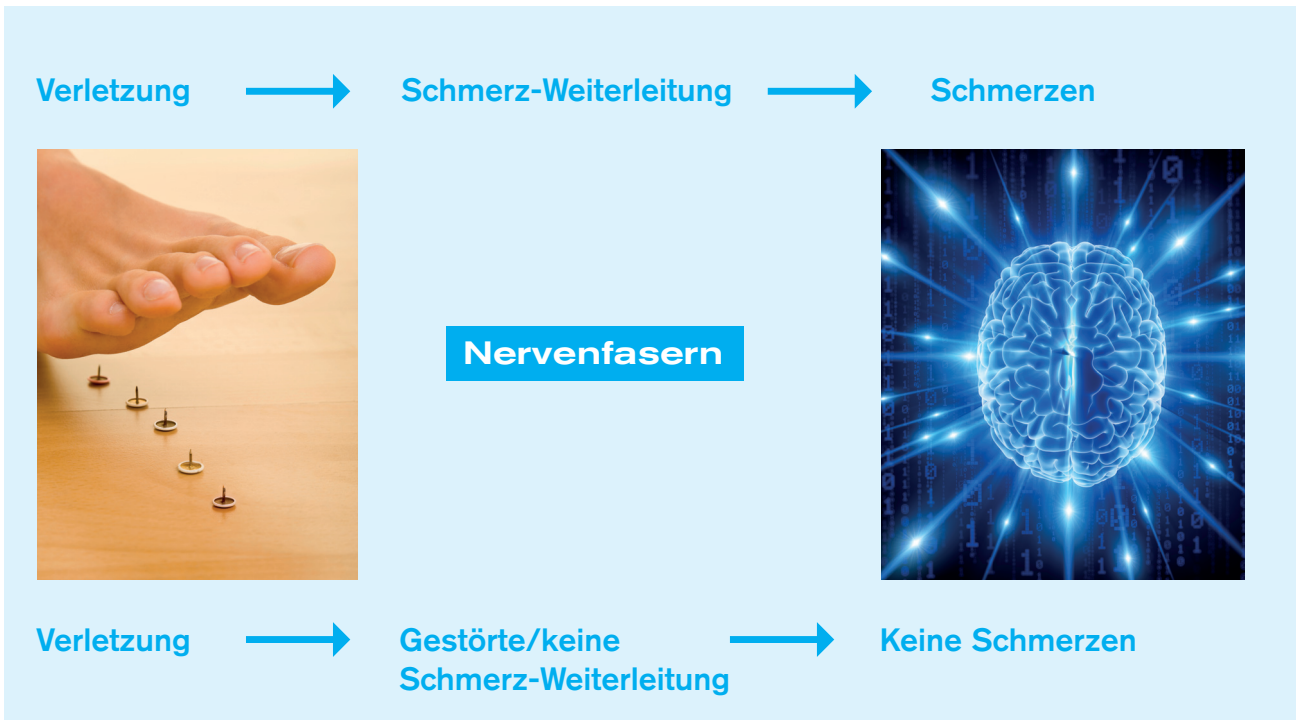 Verletzung
Schmerz-Weiterleitung
Schmerzen
Nervenfasern
Verletzung
Gestörte/keine
Schmerz-Weiterleitung
Keine Schmerzen